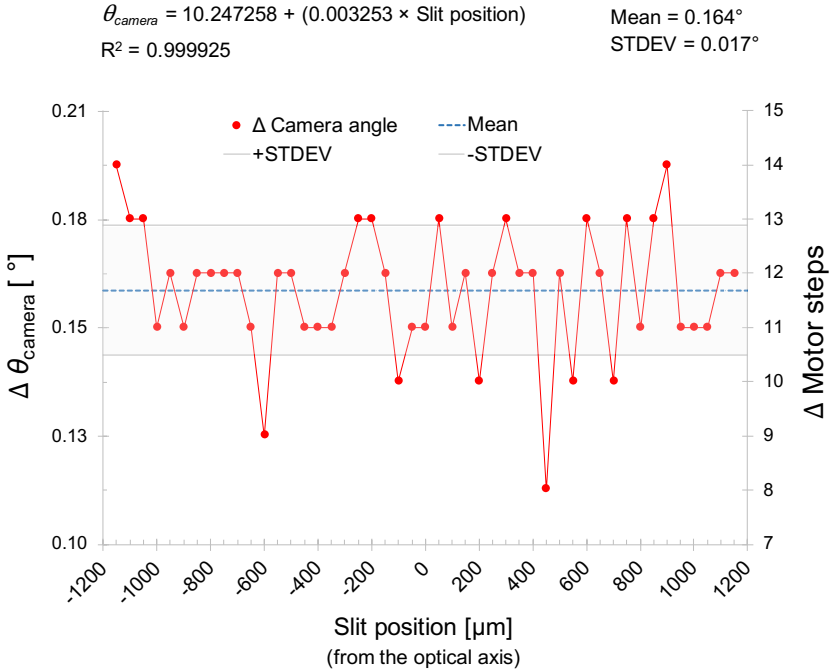 θcamera = 10.247258 + (0.003253 × Slit position)
R² = 0.999925
Mean = 0.164°
STDEV = 0.017°
Δ Camera angle
Mean
+STDEV
-STDEV
Δ θcamera [ °]
0.21
0.18
0.15
0.13
0.10
15
14
13
12
11
10
9
8
7
Δ Motor steps
-1200
-1000
-800
-600
-400
-200
0
200
400
600
800
1000
1200
Slit position [µm]
(from the optical axis)